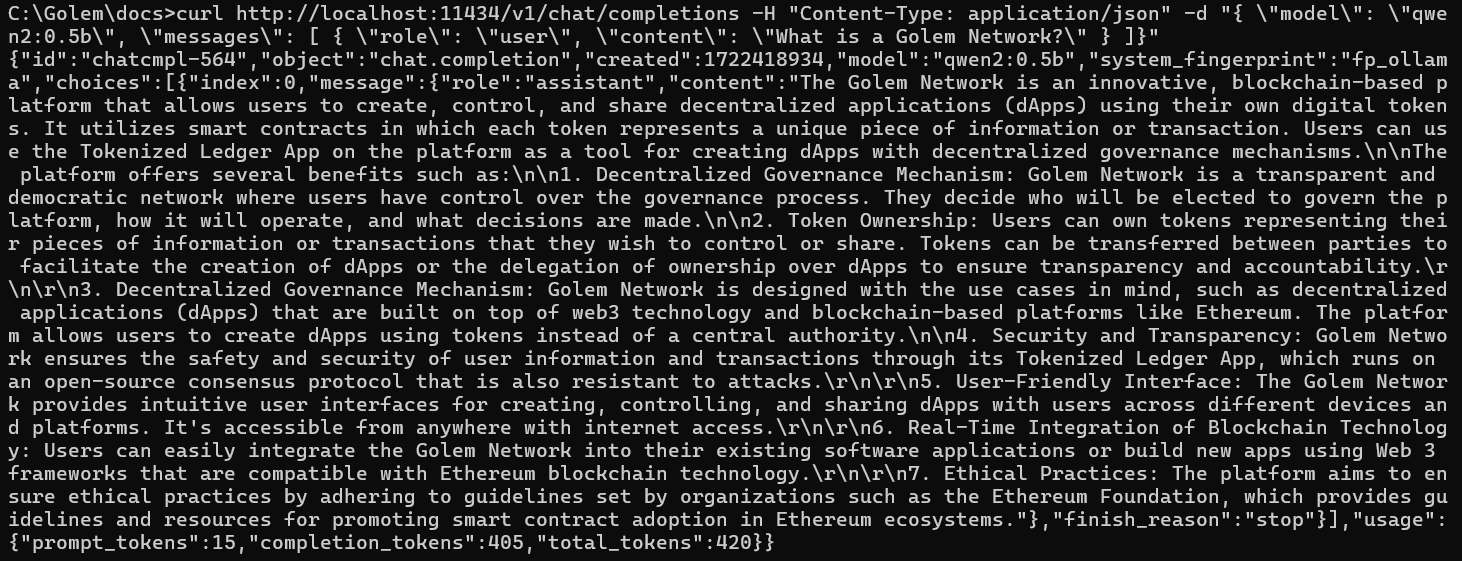 C:\Golem\docs>curl http://localhost:11434/v1/chat/completions -H "Content-Type: application/json" -d "{ \"model\": \"qwe
n2:0.5b\", \"messages\": [ { \"role\": \"user\", \"content\": \"What is a Golem Network?\" } ]}"
{"id":"chatcmpl-564","object":"chat.completion","created":1722418934,"model":"qwen2:0.5b","system_fingerprint":"fp_ollam
a","choices":[{"index":0,"message":{"role":"assistant","content":"The Golem Network is an innovative, blockchain-based p
latform that allows users to create, control, and share decentralized applications (dApps) using their own digital token
s. It utilizes smart contracts in which each token represents a unique piece of information or transaction. Users can us
e the Tokenized Ledger App on the platform as a tool for creating dApps with decentralized governance mechanisms.\n\nThe
 platform offers several benefits such as:\n\n1. Decentralized Governance Mechanism: Golem Network is a transparent and
democratic network where users have control over the governance process. They decide who will be elected to govern the p
latform, how it will operate, and what decisions are made.\n\n2. Token Ownership: Users can own tokens representing thei
r pieces of information or transactions that they wish to control or share. Tokens can be transferred between parties to
 facilitate the creation of dApps or the delegation of ownership over dApps to ensure transparency and accountability.\r
\n\r\n3. Decentralized Governance Mechanism: Golem Network is designed with the use cases in mind, such as decentralized
 applications (dApps) that are built on top of web3 technology and blockchain-based platforms like Ethereum. The platfor
m allows users to create dApps using tokens instead of a central authority.\n\n4. Security and Transparency: Golem Netwo
rk ensures the safety and security of user information and transactions through its Tokenized Ledger App, which runs on
an open-source consensus protocol that is also resistant to attacks.\r\n\r\n5. User-Friendly Interface: The Golem Networ
k provides intuitive user interfaces for creating, controlling, and sharing dApps with users across different devices an
d platforms. It's accessible from anywhere with internet access.\r\n\r\n6. Real-Time Integration of Blockchain Technolog
y: Users can easily integrate the Golem Network into their existing software applications or build new apps using Web 3
frameworks that are compatible with Ethereum blockchain technology.\r\n\r\n7. Ethical Practices: The platform aims to en
sure ethical practices by adhering to guidelines set by organizations such as the Ethereum Foundation, which provides gu
idelines and resources for promoting smart contract adoption in Ethereum ecosystems."},"finish_reason":"stop"}],"usage":
{"prompt_tokens":15,"completion_tokens":405,"total_tokens":420}}